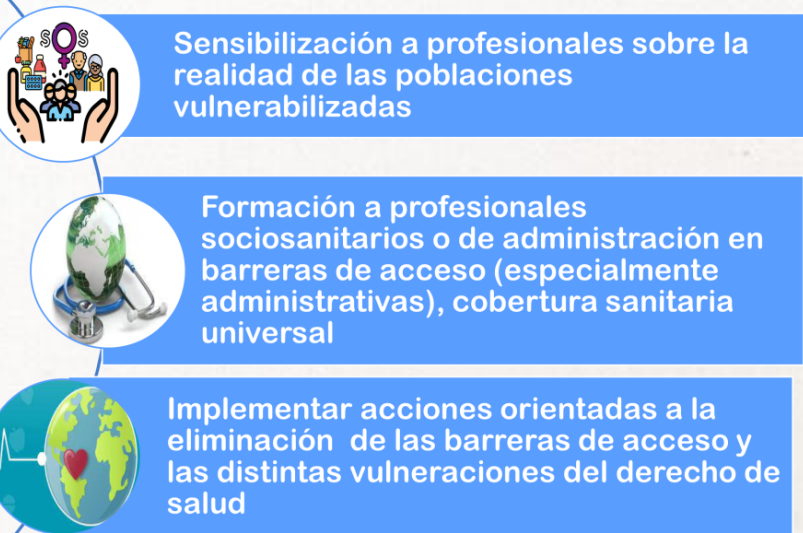 SOS
Sensibilización a profesionales sobre la
realidad de las poblaciones
vulnerabilizadas
Formación a profesionales
sociosanitarios o de administración en
barreras de acceso (especialmente
administrativas), cobertura sanitaria
universal
Implementar acciones orientadas a la
eliminación  de las barreras de acceso y
las distintas vulneraciones del derecho de
salud